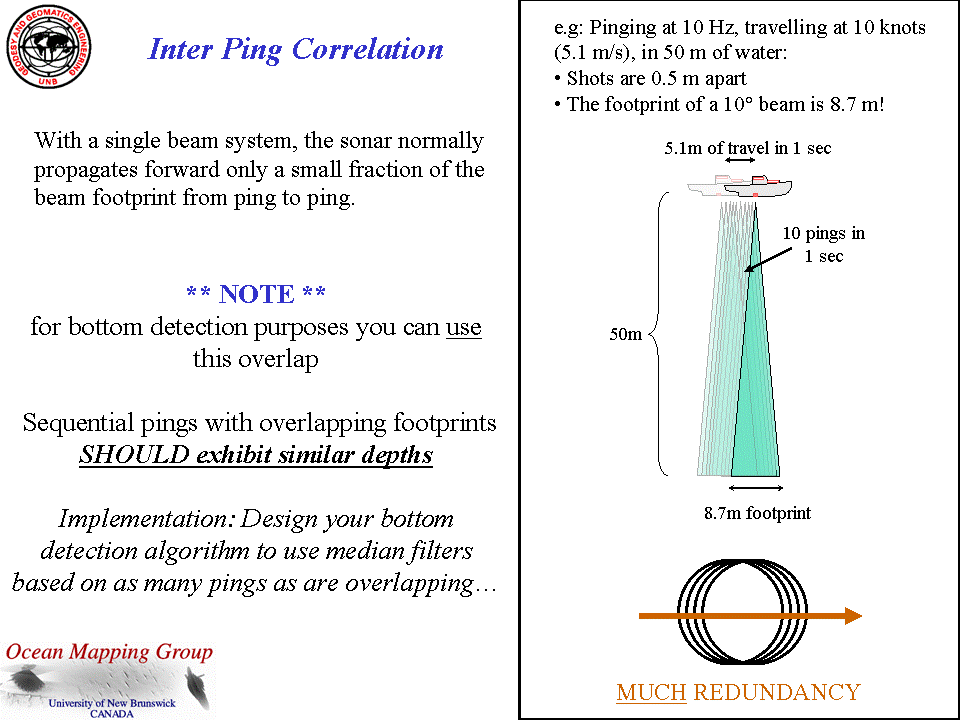 GEODESY AND GEOMATICS ENGINEERING
UNB
Inter Ping Correlation
With a single beam system, the sonar normally
propagates forward only a small fraction of the
beam footprint from ping to ping.
** NOTE **
for bottom detection purposes you can use
this overlap
Sequential pings with overlapping footprints
SHOULD exhibit similar depths
Implementation: Design your bottom
detection algorithm to use median filters
based on as many pings as are overlapping…
Ocean Mapping Group
University of New Brunswick
CANADA
e.g: Pinging at 10 Hz, travelling at 10 knots
(5.1 m/s), in 50 m of water:
• Shots are 0.5 m apart
• The footprint of a 10° beam is 8.7 m!
5.1m of travel in 1 sec
10 pings in
1 sec
50m
8.7m footprint
MUCH REDUNDANCY